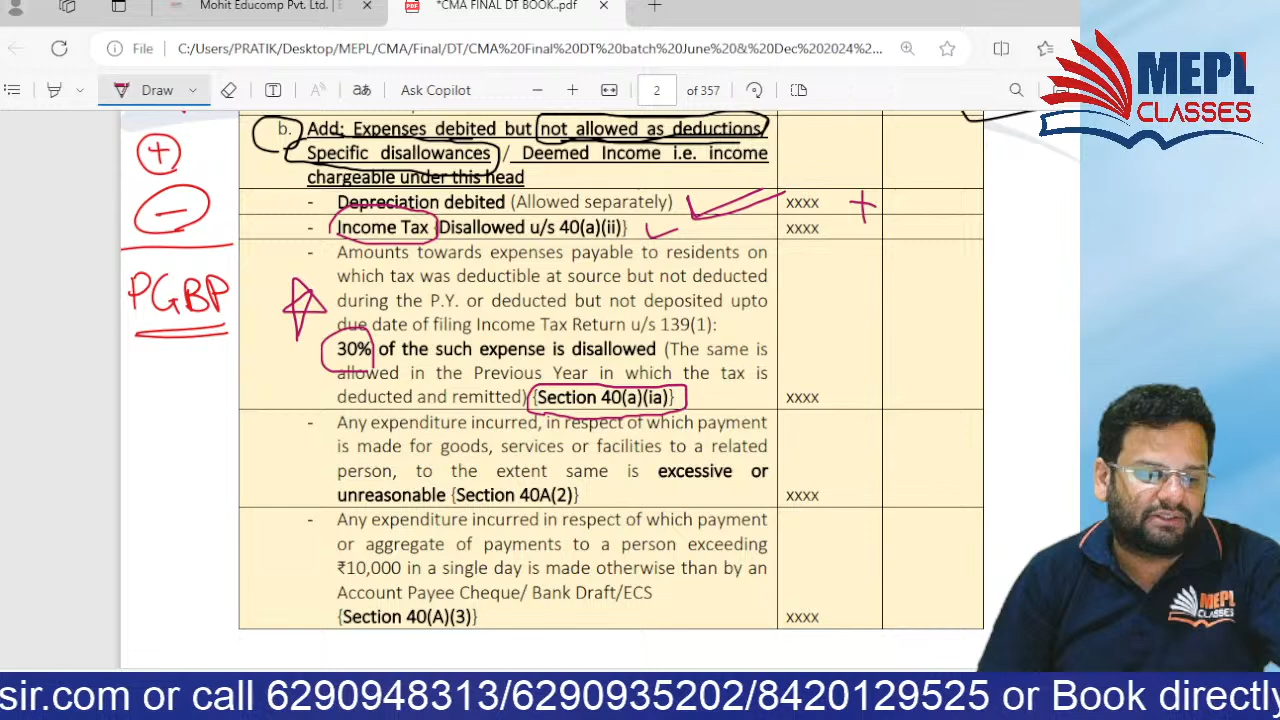 Mohit Educomp Pvt. Ltd. |
*CMA FINAL DT BOOK..pdf
File
C:/Users/PRATIK/Desktop/MEPL/CMA/Final/DT/CMA%20Final%20DT%20batch%20June%20&%20Dec%202024%2...
Draw
aあ
Ask Copilot
2 of 357
MEPL
CLASSES
b. Add: Expenses debited but not allowed as deductions/
Specific disallowances / Deemed Income i.e. income
chargeable under this head
+
- Depreciation debited (Allowed separately) xxxx +
-
- Income Tax {Disallowed u/s 40(a)(ii)} xxxx
PGBP
- Amounts towards expenses payable to residents on
which tax was deductible at source but not deducted
during the P.Y. or deducted but not deposited upto
due date of filing Income Tax Return u/s 139(1):
30% of the such expense is disallowed (The same is
allowed in the Previous Year in which the tax is
deducted and remitted) {Section 40(a)(ia)} xxxx
- Any expenditure incurred, in respect of which payment
is made for goods, services or facilities to a related
person, to the extent same is excessive or
unreasonable {Section 40A(2)} xxxx
- Any expenditure incurred in respect of which payment
or aggregate of payments to a person exceeding
₹10,000 in a single day is made otherwise than by an
Account Payee Cheque/ Bank Draft/ECS
{Section 40(A)(3)} xxxx
MEPL
CLASSES
sir.com or call 6290948313/6290935202/8420129525 or Book directly